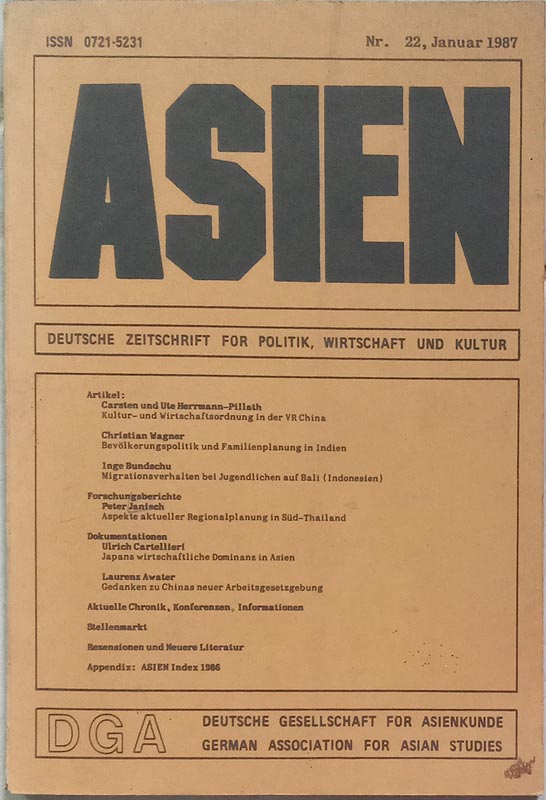 ISSN 0721-5231
Nr. 22, Januar 1987
ASIEN
DEUTSCHE ZEITSCHRIFT FÜR POLITIK, WIRTSCHAFT UND KULTUR
Artikel:
Carsten und Ute Herrmann-Pillath
Kultur- und Wirtschaftsordnung in der VR China
Christian Wagner
Bevölkerungspolitik und Familienplanung in Indien
Inge Bundschu
Migrationsverhalten bei Jugendlichen auf Bali (Indonesien)
Forschungsberichte
Peter Janisch
Aspekte aktueller Regionalplanung in Süd-Thailand
Dokumentationen
Ulrich Cartellieri
Japans wirtschaftliche Dominanz in Asien
Laurenz Awater
Gedanken zu Chinas neuer Arbeitsgesetzgebung
Aktuelle Chronik, Konferenzen, Informationen
Stellenmarkt
Rezensionen und Neuere Literatur
Appendix: ASIEN Index 1986
DGA
DEUTSCHE GESELLSCHAFT FÜR ASIENKUNDE
GERMAN ASSOCIATION FOR ASIAN STUDIES